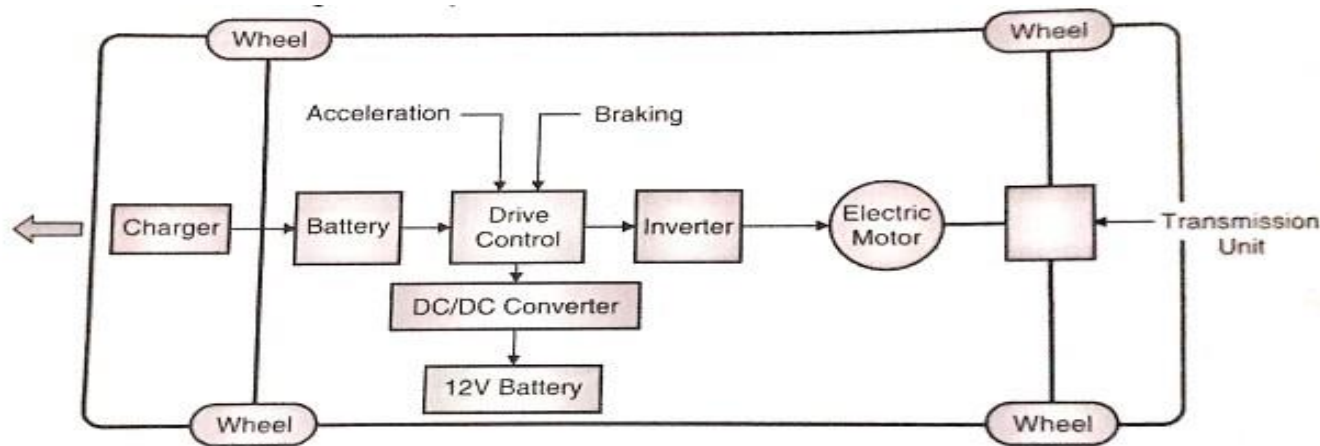 Wheel
Wheel
Acceleration
Braking
Charger
Battery
Drive
Control
Inverter
Electric
Motor
Transmission
Unit
DC/DC Converter
12V Battery
Wheel
Wheel